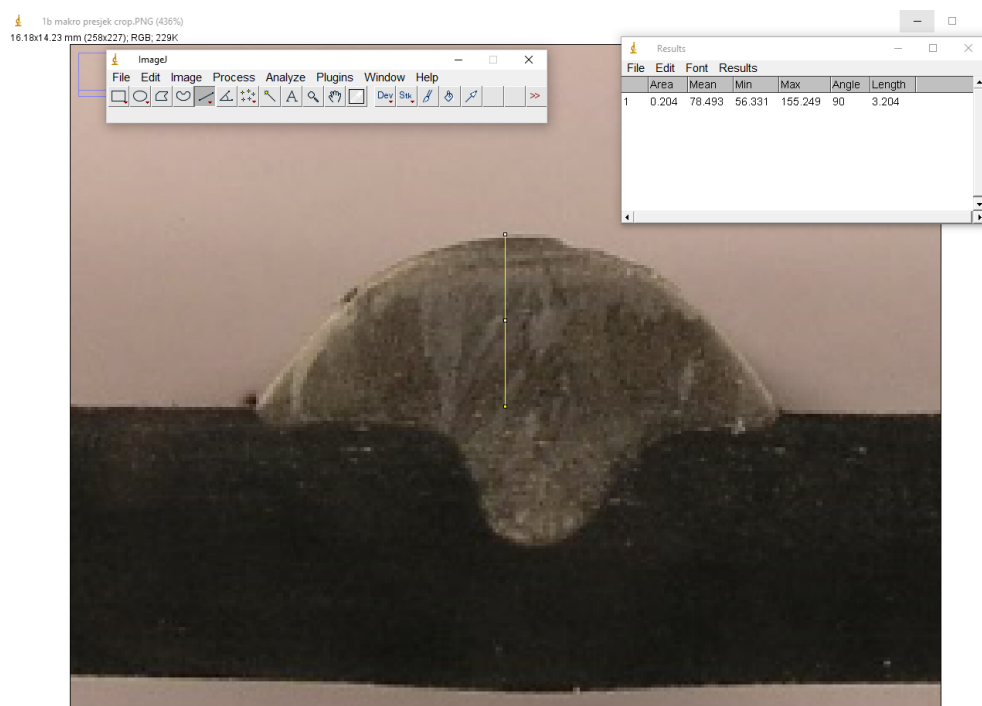 1b makro presjek crop.PNG (436%)
16.18x14.23 mm (258x227); RGB; 229K
ImageJ
File Edit Image Process Analyze Plugins Window Help
A Dev Stk >>
Results
File Edit Font Results
Area Mean Min Max Angle Length
1 0.204 78.493 56.331 155.249 90 3.204